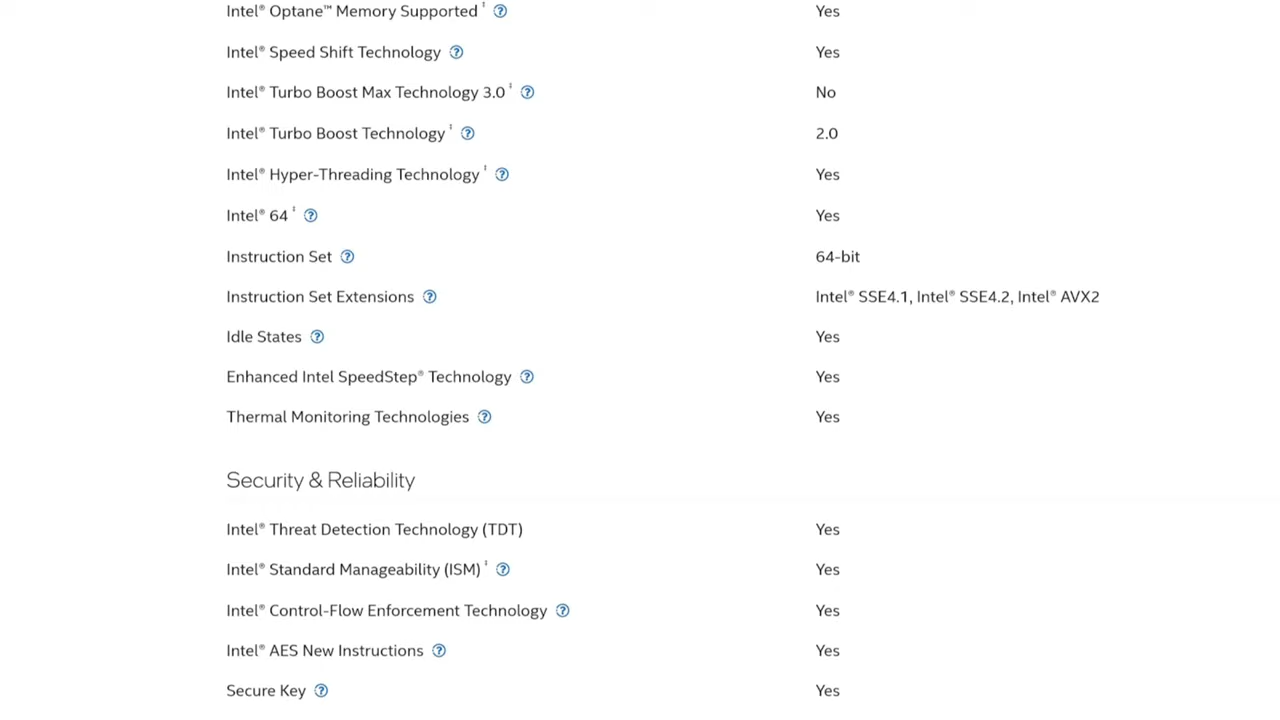 Intel® Optane™ Memory Supported ‡ Yes
Intel® Speed Shift Technology Yes
Intel® Turbo Boost Max Technology 3.0 ‡ No
Intel® Turbo Boost Technology ‡ 2.0
Intel® Hyper-Threading Technology ‡ Yes
Intel® 64 ‡ Yes
Instruction Set 64-bit
Instruction Set Extensions Intel® SSE4.1, Intel® SSE4.2, Intel® AVX2
Idle States Yes
Enhanced Intel SpeedStep® Technology Yes
Thermal Monitoring Technologies Yes
Security & Reliability
Intel® Threat Detection Technology (TDT) Yes
Intel® Standard Manageability (ISM) ‡ Yes
Intel® Control-Flow Enforcement Technology Yes
Intel® AES New Instructions Yes
Secure Key Yes